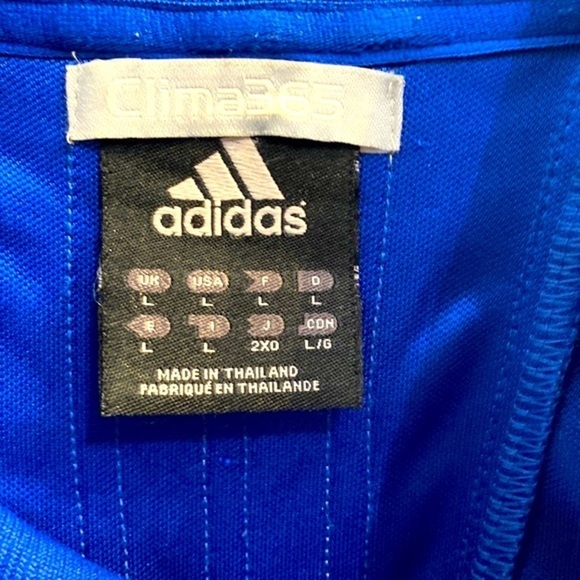 Clima365
adidas
UK USA F D
L L L L
E I J CDN
L L 2XO L/G
MADE IN THAILAND
FABRIQUÉ EN THAILANDE